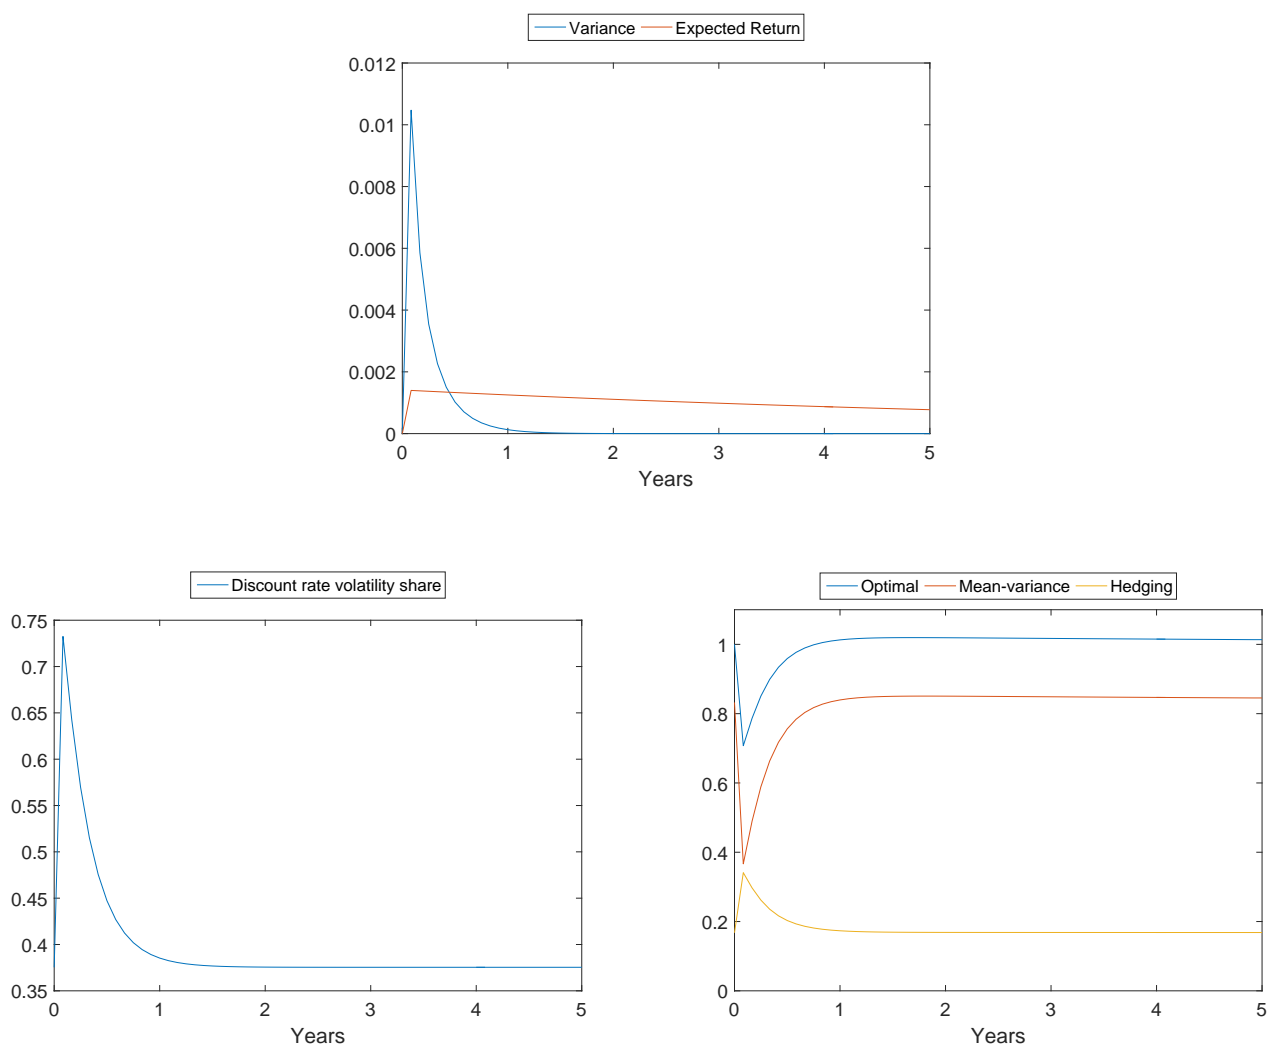 Variance Expected Return
0.012
0.01
0.008
0.006
0.004
0.002
0
0 1 2 3 4 5
Years
Discount rate volatility share
0.75
0.7
0.65
0.6
0.55
0.5
0.45
0.4
0.35
0 1 2 3 4 5
Years
Optimal Mean-variance Hedging
1
0.8
0.6
0.4
0.2
0
0 1 2 3 4 5
Years